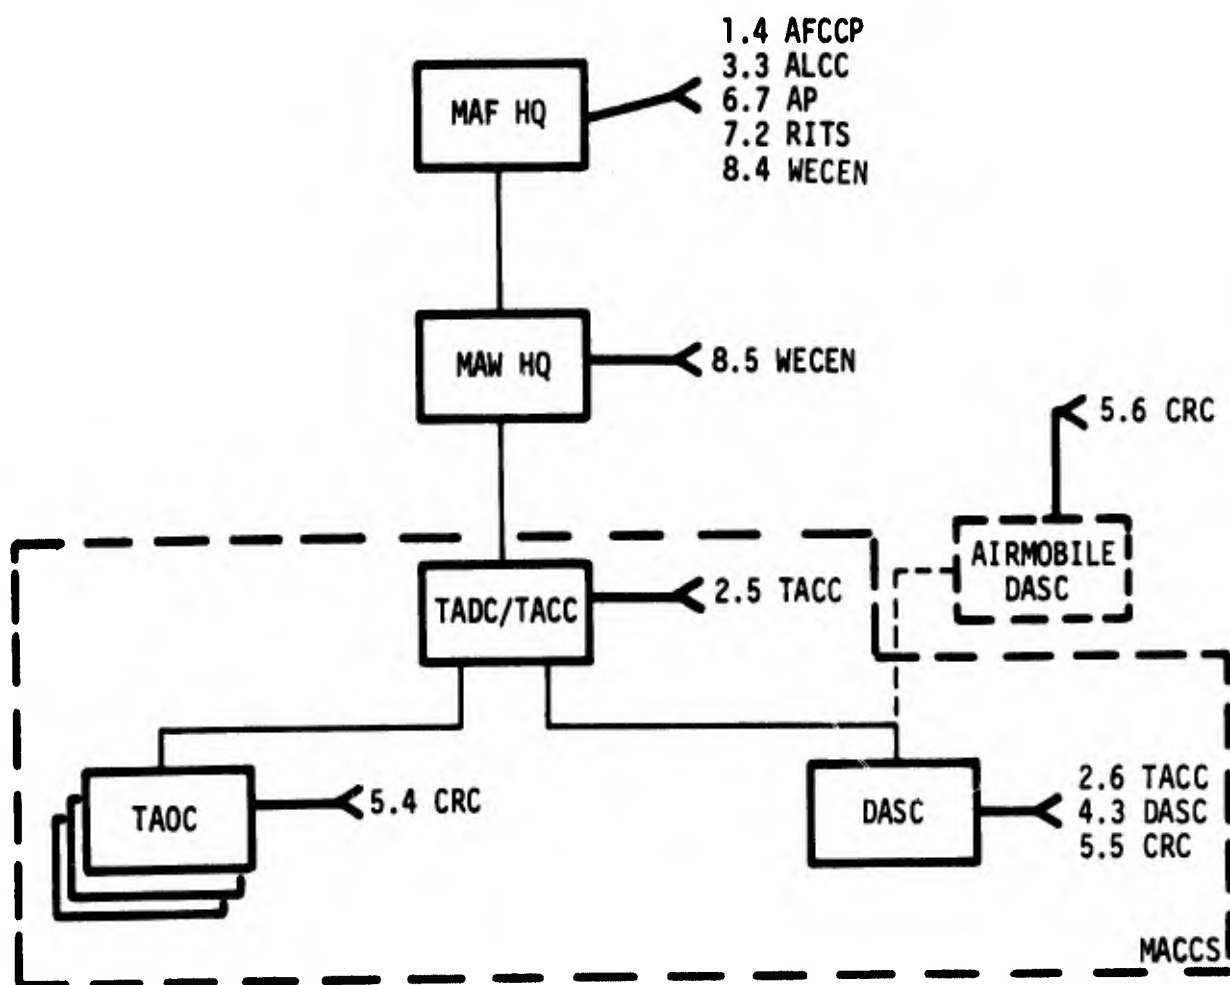 1.4 AFCCP
3.3 ALCC
6.7 AP
7.2 RITS
8.4 WECEN
MAF HQ
MAW HQ
8.5 WECEN
5.6 CRC
AIRMOBILE
DASC
TADC/TACC
2.5 TACC
TAOC
5.4 CRC
DASC
2.6 TACC
4.3 DASC
5.5 CRC
MACCS